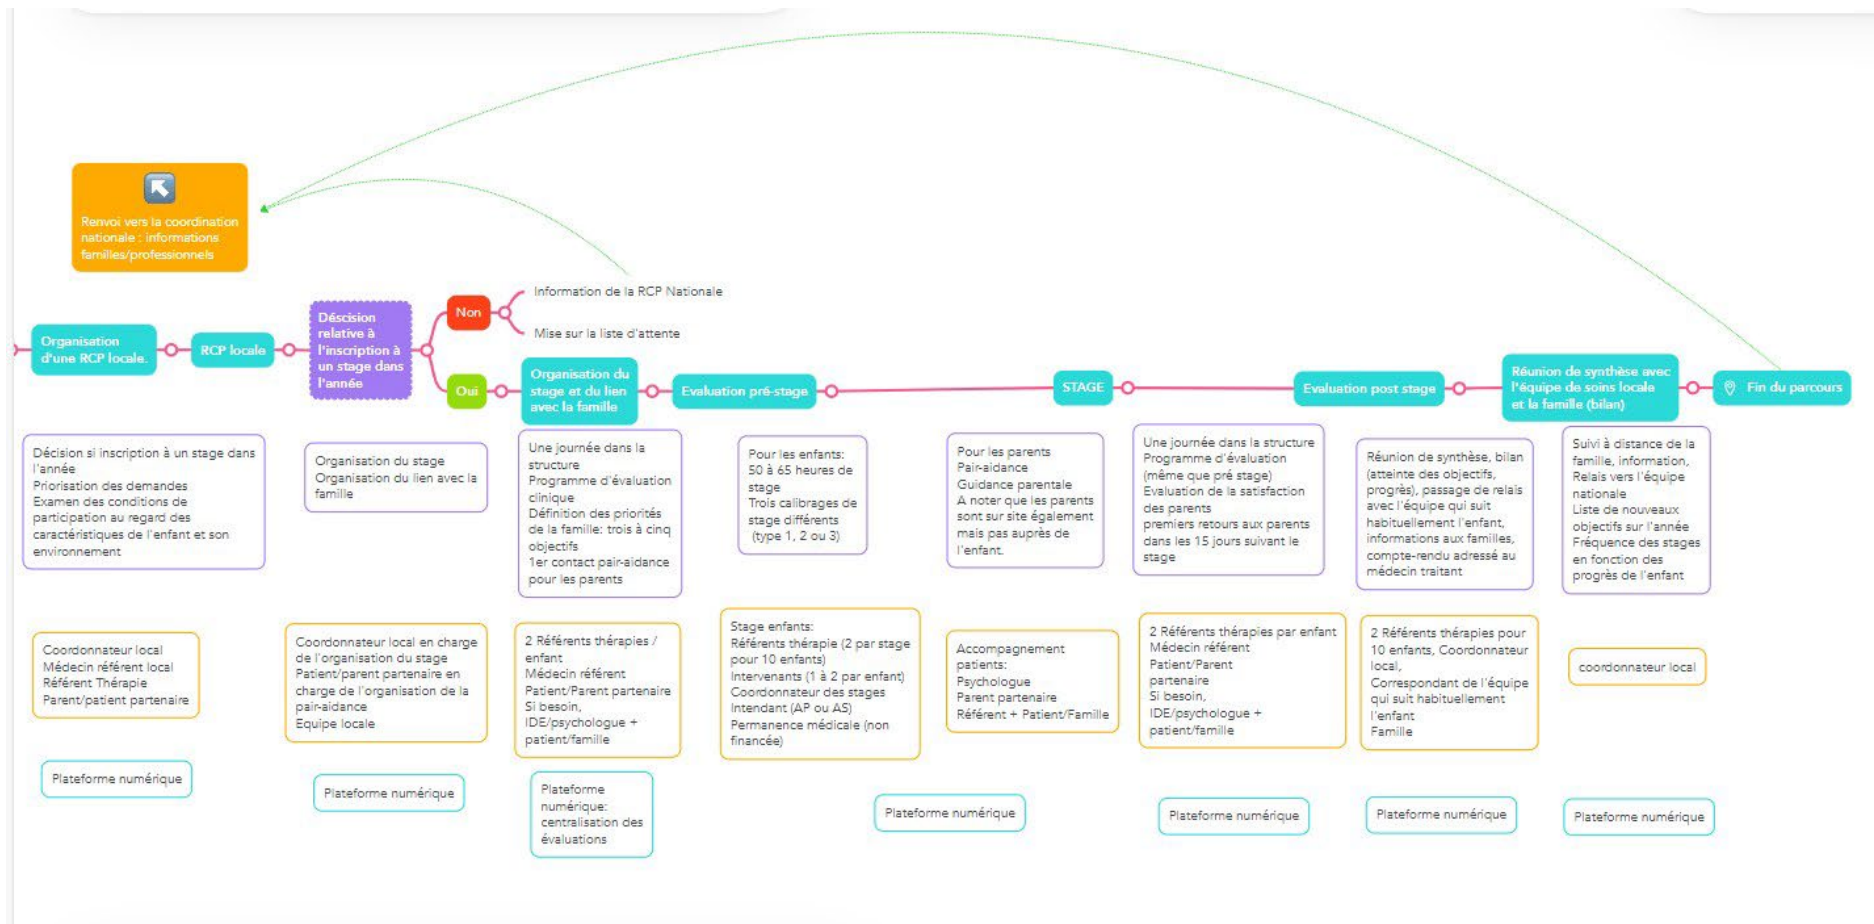 Renvoi vers la coordination
nationale : informations
familles/professionnels
Organisation
d'une RCP locale.
RCP locale
Déscision
relative à
l'inscription à
un stage dans
l'année
Non
Information de la RCP Nationale
Mise sur la liste d'attente
Oui
Organisation du
stage et du lien
avec la famille
Evaluation pré-stage
STAGE
Evaluation post stage
Réunion de synthèse avec
l'équipe de soins locale
et la famille (bilan)
Fin du parcours
Décision si inscription à un stage dans
l'année
Priorisation des demandes
Examen des conditions de
participation au regard des
caractéristiques de l'enfant et son
environnement
Organisation du stage
Organisation du lien avec la
famille
Une journée dans la
structure
Programme d'évaluation
clinique
Définition des priorités
de la famille: trois à cinq
objectifs
1er contact pair-aidance
pour les parents
Pour les enfants:
50 à 65 heures de
stage
Trois calibrages de
stage différents
(type 1, 2 ou 3)
Pour les parents
Pair-aidance
Guidance parentale
A noter que les parents
sont sur site également
mais pas auprès de
l'enfant.
Une journée dans la structure
Programme d'évaluation
(même que pré stage)
Evaluation de la satisfaction
des parents
premiers retours aux parents
dans les 15 jours suivant le
stage
Réunion de synthèse, bilan
(atteinte des objectifs,
progrès), passage de relais
avec l'équipe qui suit
habituellement l'enfant,
informations aux familles,
compte-rendu adressé au
médecin traitant
Suivi à distance de la
famille, information,
Relais vers l'équipe
nationale
Liste de nouveaux
objectifs sur l'année
Fréquence des stages
en fonction des
progrès de l'enfant
Coordonnateur local
Médecin référent local
Référent Thérapie
Parent/patient partenaire
Coordonnateur local en charge
de l'organisation du stage
Patient/parent partenaire en
charge de l'organisation de la
pair-aidance
Equipe locale
2 Référents thérapies /
enfant
Médecin référent
Patient/Parent partenaire
Si besoin,
IDE/psychologue +
patient/famille
Stage enfants:
Référents thérapie (2 par stage
pour 10 enfants)
Intervenants (1 à 2 par enfant)
Coordonnateur des stages
Intendant (AP ou AS)
Permanence médicale (non
financée)
Accompagnement
patients:
Psychologue
Parent partenaire
Référent + Patient/Famille
2 Référents thérapies par enfant
Médecin référent
Patient/Parent
partenaire
Si besoin,
IDE/psychologue +
patient/famille
2 Référents thérapies pour
10 enfants, Coordonnateur
local,
Correspondant de l'équipe
qui suit habituellement
l'enfant
Famille
coordonnateur local
Plateforme numérique
Plateforme numérique
Plateforme
numérique:
centralisation des
évaluations
Plateforme numérique
Plateforme numérique
Plateforme numérique
Plateforme numérique